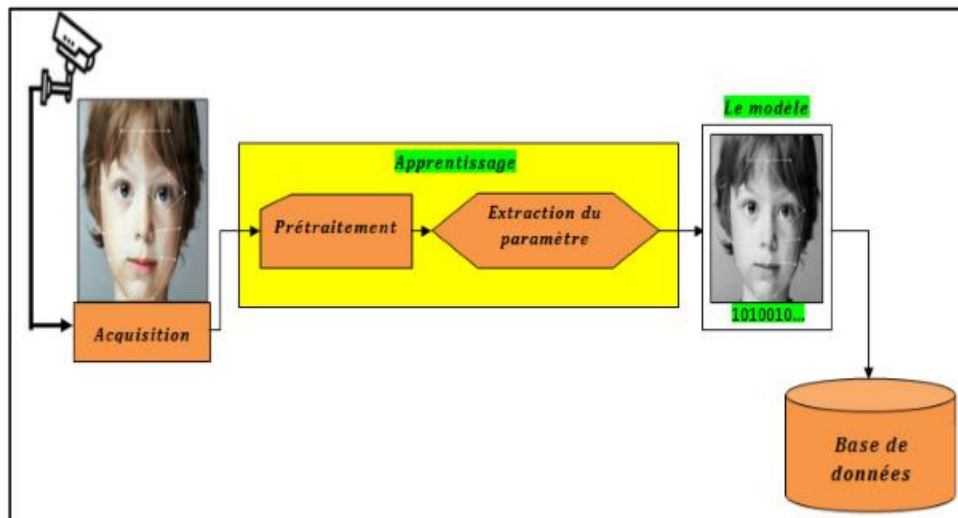 Le modèle
Apprentissage
Prétraitement
Extraction du
paramètre
Acquisition
1010010...
Base de
données